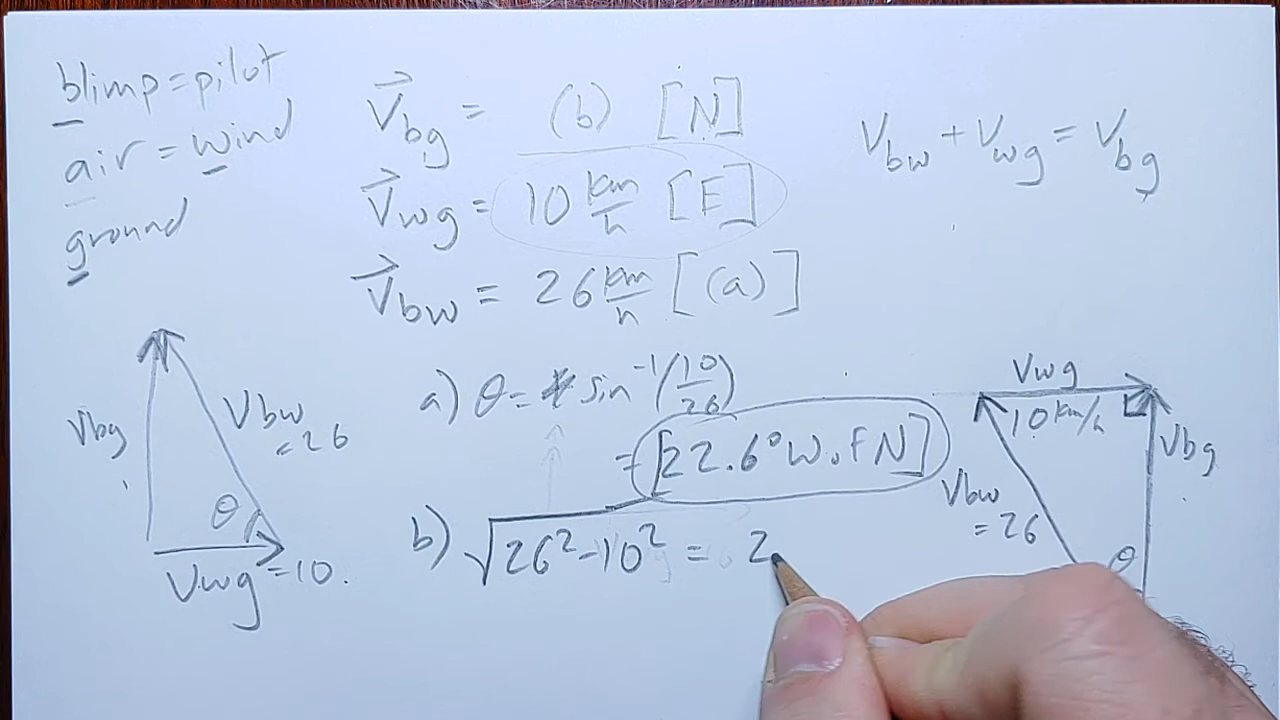 blimp = pilot
air = wind
ground
V⃗bg = (b) [N]
V⃗wg = 10 km/h [E]
V⃗bw = 26 km/h [(a)]
Vbw + Vwg = Vbg
Vbg
Vbw
= 26
θ
Vwg = 10.
a) θ = sin⁻¹(10/26)
= [22.6° W of N]
b) √26² - 10² = 2
Vwg
10 km/h
Vbg
Vbw
= 26
θ